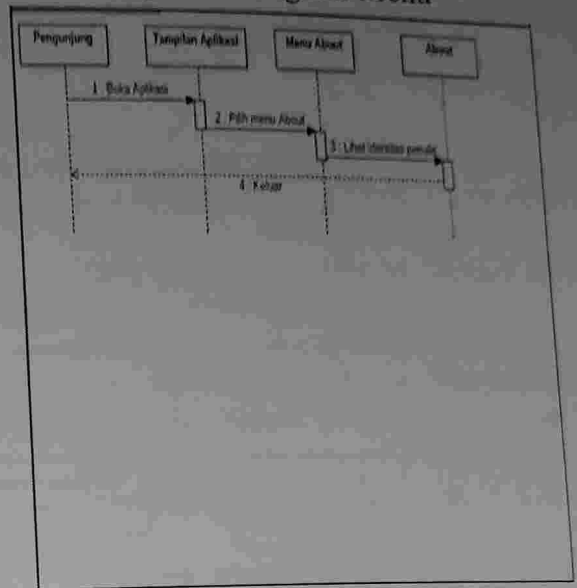 Pengunjung
Tampilan Aplikasi
Menu About
About
1 : Buka Aplikasi
2 : Pilih menu About
3 : Lihat identitas penulis
4 : Keluar